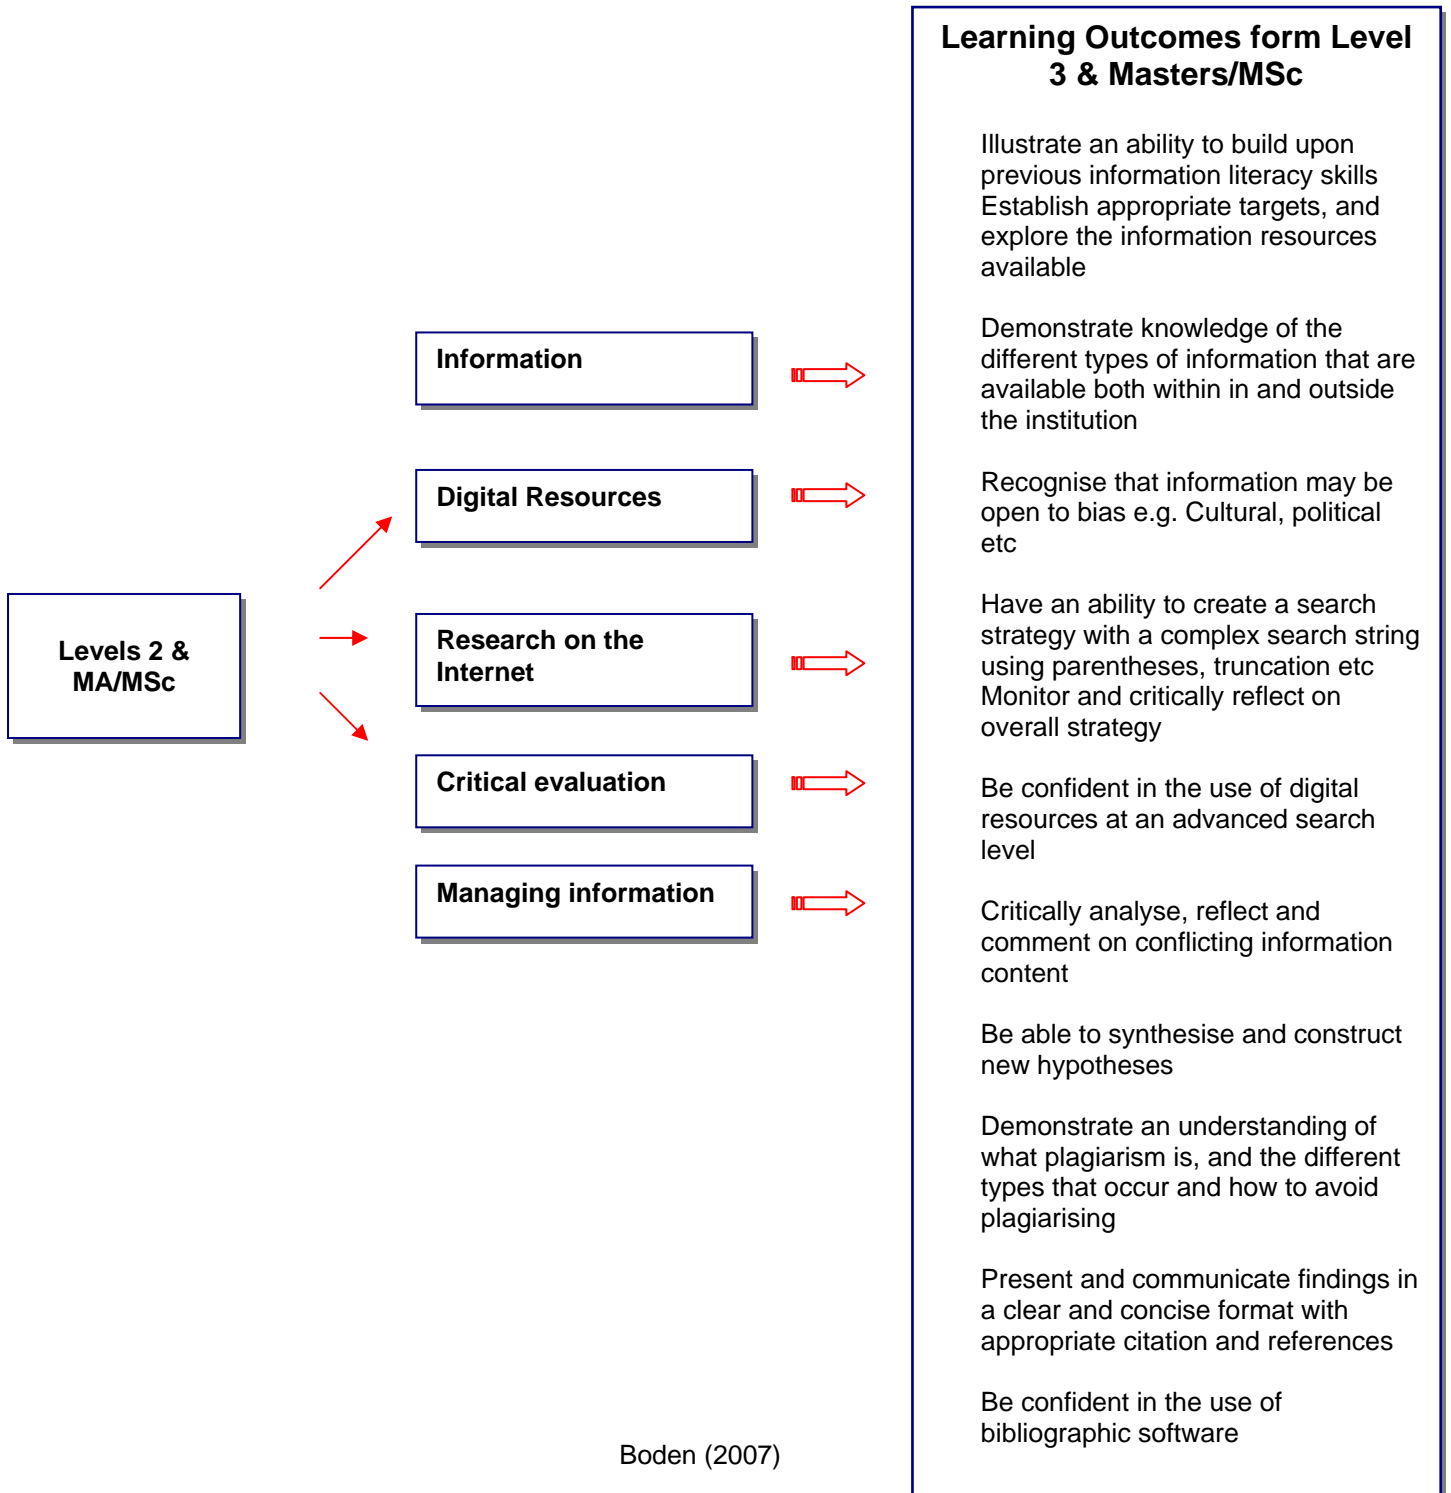 Levels 2 &
MA/MSc
Information
Digital Resources
Research on the
Internet
Critical evaluation
Managing information
Learning Outcomes form Level
3 & Masters/MSc
Illustrate an ability to build upon
previous information literacy skills
Establish appropriate targets, and
explore the information resources
available
Demonstrate knowledge of the
different types of information that are
available both within in and outside
the institution
Recognise that information may be
open to bias e.g. Cultural, political
etc
Have an ability to create a search
strategy with a complex search string
using parentheses, truncation etc
Monitor and critically reflect on
overall strategy
Be confident in the use of digital
resources at an advanced search
level
Critically analyse, reflect and
comment on conflicting information
content
Be able to synthesise and construct
new hypotheses
Demonstrate an understanding of
what plagiarism is, and the different
types that occur and how to avoid
plagiarising
Present and communicate findings in
a clear and concise format with
appropriate citation and references
Be confident in the use of
bibliographic software
Boden (2007)